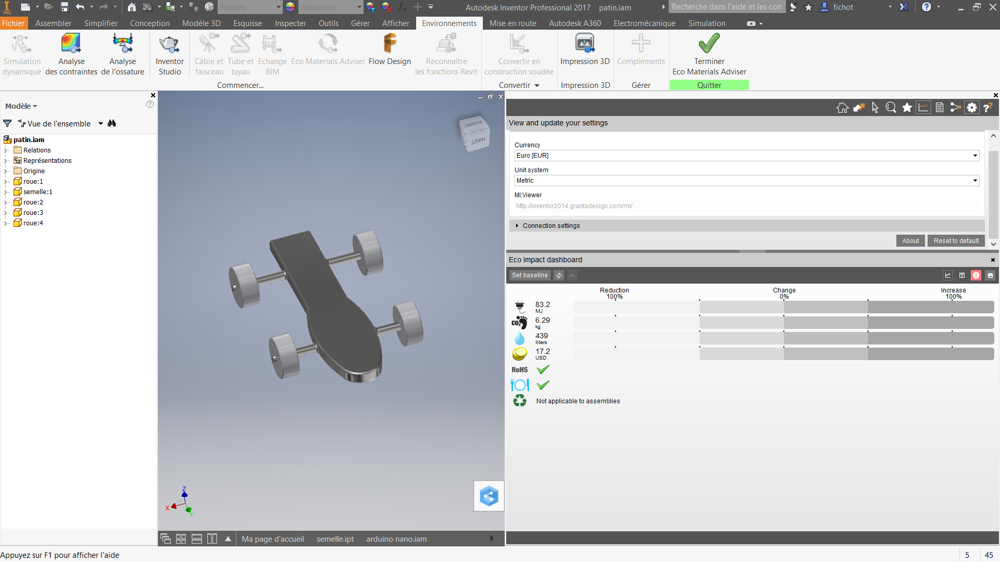 PRO
Matière
Apparence
Autodesk Inventor Professional 2017 patin.iam
Recherche dans l'aide et les com
fichot
Fichier
Assembler
Simplifier
Conception
Modèle 3D
Esquisse
Inspecter
Outils
Gérer
Afficher
Environnements
Mise en route
Autodesk A360
Electromécanique
Simulation
Simulation
dynamique
Analyse
des contraintes
Analyse
de l'ossature
Inventor
Studio
Câble et
faisceau
Tube et
tuyau
Echange
BIM
Eco Materials Adviser
Flow Design
Reconnaître
les fonctions Revit
Convertir en
construction soudée
Impression 3D
Compléments
Terminer
Eco Materials Adviser
Commencer...
Convertir
Impression 3D
Gérer
Quitter
Modèle
Vue de l'ensemble
patin.iam
Relations
Représentations
Origine
roue:1
semelle:1
roue:2
roue:3
roue:4
AVANT
HAUT
Z
X
Y
View and update your settings
Currency
Euro [EUR]
Unit system
Metric
MI:Viewer
http://inventor2014.grantadesign.com/mi/
Connection settings
About
Reset to default
Eco Impact dashboard
Set baseline
Reduction
100%
Change
0%
Increase
100%
83.2
MJ
CO2
6.29
kg
439
liters
17.2
USD
RoHS
Not applicable to assemblies
Ma page d'accueil
semelle.ipt
arduino nano.iam
Appuyez sur F1 pour afficher l'aide
5
45